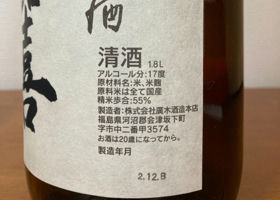 酒
清酒 1.8L
アルコール分:17度
原材料名:米、米麹
原料米は全て国産
精米歩合:55%
製造者:株式会社廣木酒造本店
福島県河沼郡会津坂下町
字市中二番甲3574
お酒は20歳になってから。
製造年月
2.12.B